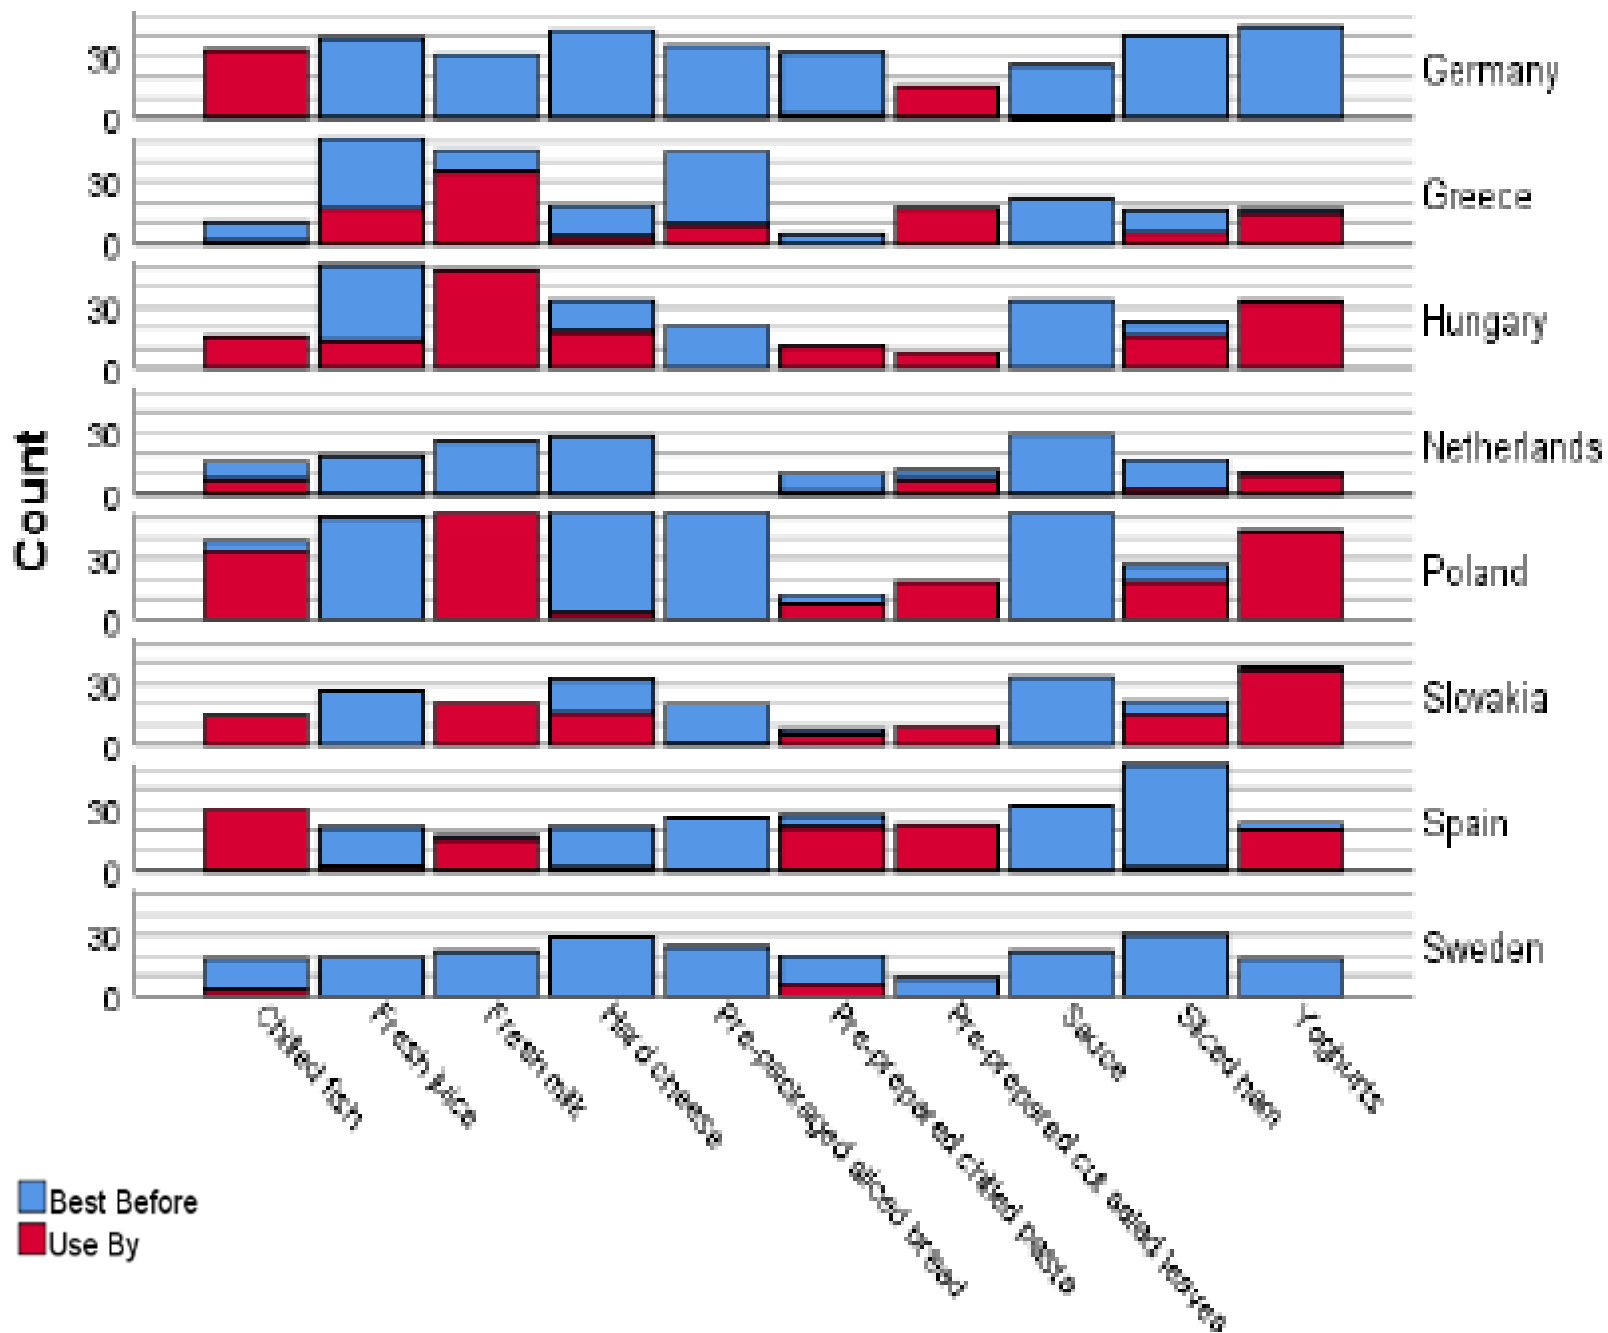 Count
30
0
Germany
30
0
Greece
30
0
Hungary
30
0
Netherlands
30
0
Poland
30
0
Slovakia
30
0
Spain
30
0
Sweden
Chilled fish
Fresh juice
Fresh milk
Hard cheese
Pre-packaged sliced bread
Pre-prepared chilled pasta
Pre-prepared cut salad leaves
Sauce
Sliced ham
Yoghurts
Best Before
Use By